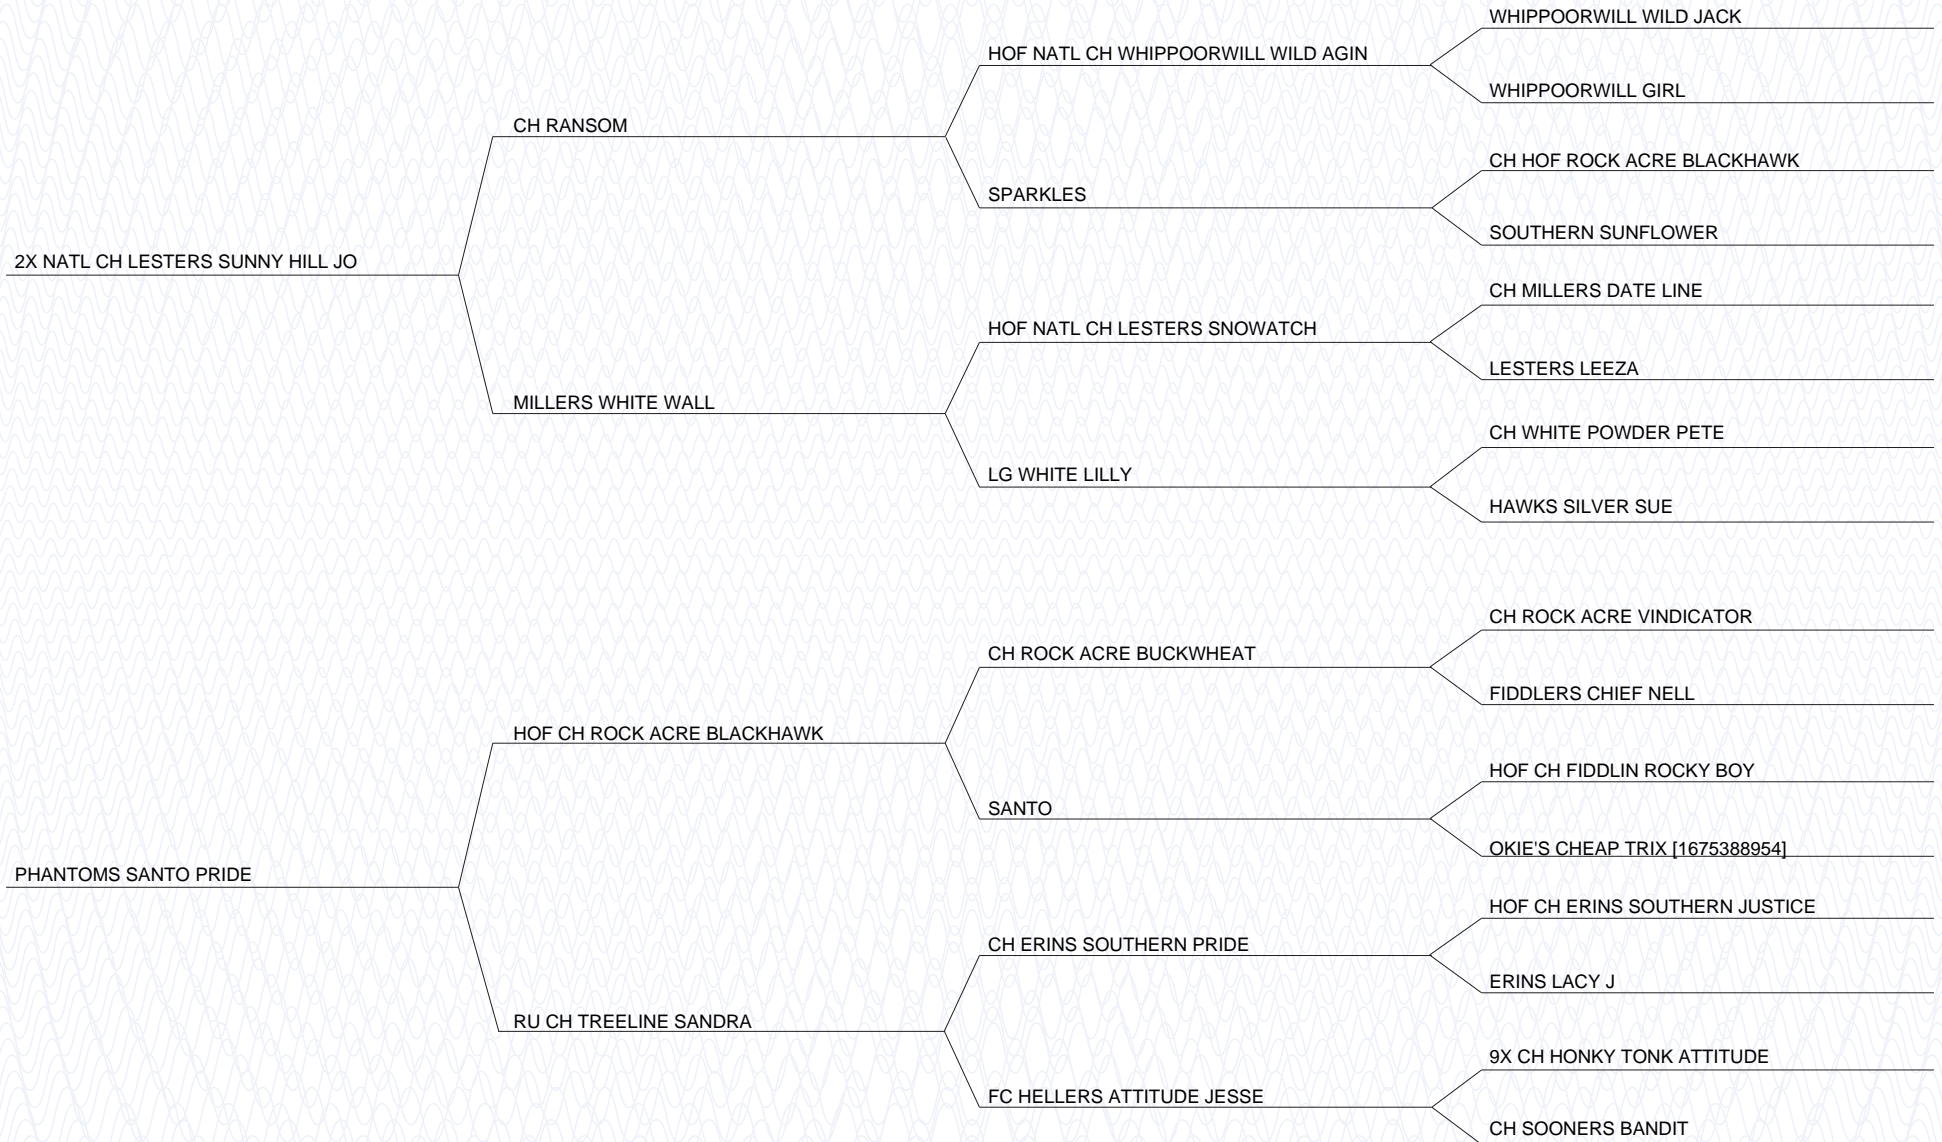 WHIPPOORWILL WILD JACK
HOF NATL CH WHIPPOORWILL WILD AGIN
WHIPPOORWILL GIRL
CH RANSOM
CH HOF ROCK ACRE BLACKHAWK
SPARKLES
SOUTHERN SUNFLOWER
2X NATL CH LESTERS SUNNY HILL JO
CH MILLERS DATE LINE
HOF NATL CH LESTERS SNOWATCH
LESTERS LEEZA
MILLERS WHITE WALL
CH WHITE POWDER PETE
LG WHITE LILLY
HAWKS SILVER SUE
CH ROCK ACRE VINDICATOR
CH ROCK ACRE BUCKWHEAT
FIDDLERS CHIEF NELL
HOF CH ROCK ACRE BLACKHAWK
HOF CH FIDDLIN ROCKY BOY
SANTO
OKIE'S CHEAP TRIX [1675388954]
PHANTOMS SANTO PRIDE
HOF CH ERINS SOUTHERN JUSTICE
CH ERINS SOUTHERN PRIDE
ERINS LACY J
RU CH TREELINE SANDRA
9X CH HONKY TONK ATTITUDE
FC HELLERS ATTITUDE JESSE
CH SOONERS BANDIT